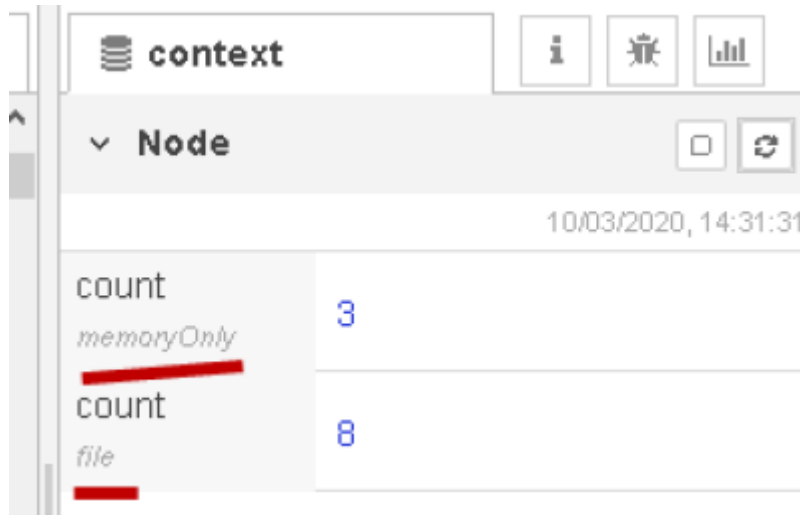 context
Node
10/03/2020, 14:31:31
count
3
memoryOnly
count
8
file